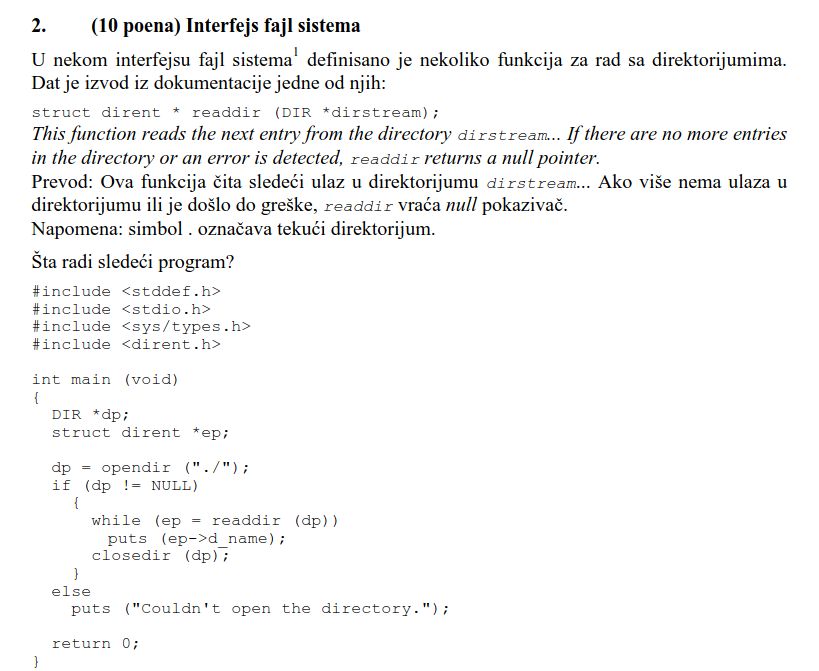 2. (10 poena) Interfejs fajl sistema
U nekom interfejsu fajl sistema1 definisano je nekoliko funkcija za rad sa direktorijumima.
Dat je izvod iz dokumentacije jedne od njih:
struct dirent * readdir (DIR *dirstream);
This function reads the next entry from the directory dirstream... If there are no more entries
in the directory or an error is detected, readdir returns a null pointer.
Prevod: Ova funkcija čita sledeći ulaz u direktorijumu dirstream... Ako više nema ulaza u
direktorijumu ili je došlo do greške, readdir vraća null pokazivač.
Napomena: simbol . označava tekući direktorijum.
Šta radi sledeći program?
#include <stddef.h>
#include <stdio.h>
#include <sys/types.h>
#include <dirent.h>
int main (void)
{
DIR *dp;
struct dirent *ep;
dp = opendir ("./");
if (dp != NULL)
{
while (ep = readdir (dp))
puts (ep->d_name);
closedir (dp);
}
else
puts ("Couldn't open the directory.");
return 0;
}